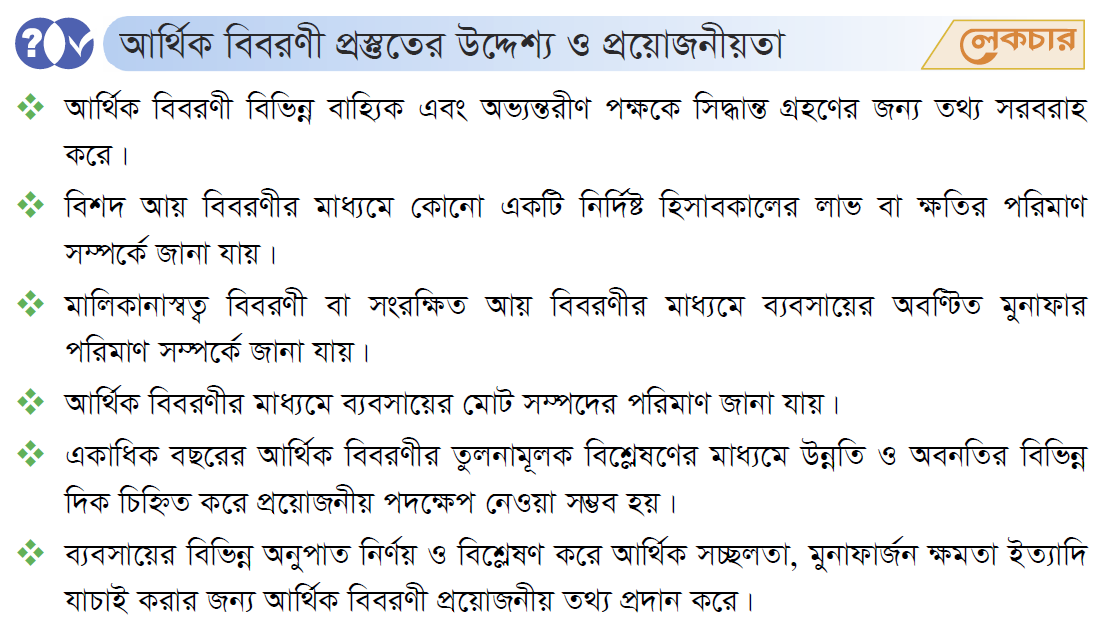 আর্থিক বিবরণী প্রস্তুতের উদ্দেশ্য ও প্রয়োজনীয়তা
লেকচার
আর্থিক বিবরণী বিভিন্ন বাহ্যিক এবং অভ্যন্তরীণ পক্ষকে সিদ্ধান্ত গ্রহণের জন্য তথ্য সরবরাহ
করে।
বিশদ আয় বিবরণীর মাধ্যমে কোনো একটি নির্দিষ্ট হিসাবকালের লাভ বা ক্ষতির পরিমাণ
সম্পর্কে জানা যায়।
মালিকানাস্বত্ব বিবরণী বা সংরক্ষিত আয় বিবরণীর মাধ্যমে ব্যবসায়ের অবণ্টিত মুনাফার
পরিমাণ সম্পর্কে জানা যায়।
আর্থিক বিবরণীর মাধ্যমে ব্যবসায়ের মোট সম্পদের পরিমাণ জানা যায়।
একাধিক বছরের আর্থিক বিবরণীর তুলনামূলক বিশ্লেষণের মাধ্যমে উন্নতি ও অবনতির বিভিন্ন
দিক চিহ্নিত করে প্রয়োজনীয় পদক্ষেপ নেওয়া সম্ভব হয়।
ব্যবসায়ের বিভিন্ন অনুপাত নির্ণয় ও বিশ্লেষণ করে আর্থিক সচ্ছলতা, মুনাফার্জন ক্ষমতা ইত্যাদি
যাচাই করার জন্য আর্থিক বিবরণী প্রয়োজনীয় তথ্য প্রদান করে।